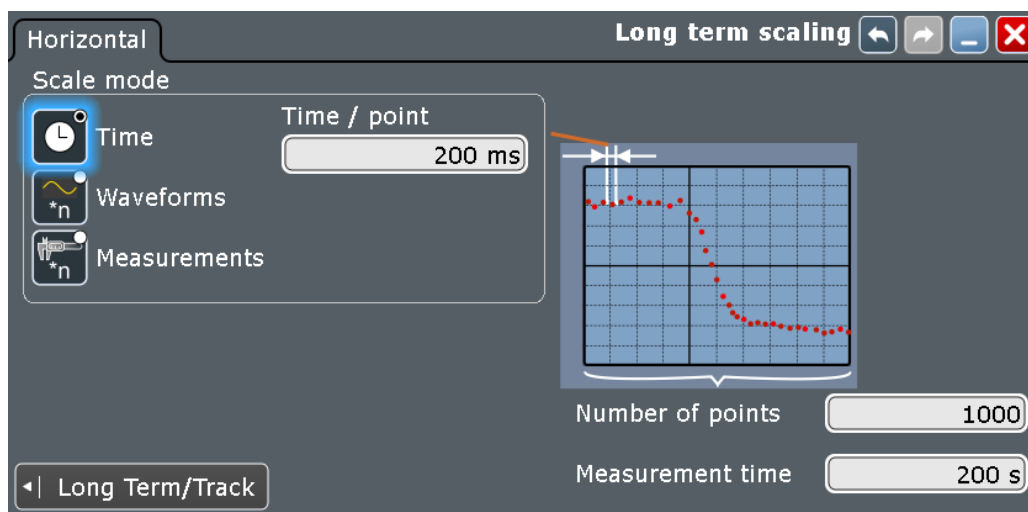 Horizontal
Long term scaling
Scale mode
Time
Time / point
200 ms
*n
Waveforms
*n
Measurements
Number of points
1000
Measurement time
200 s
Long Term/Track